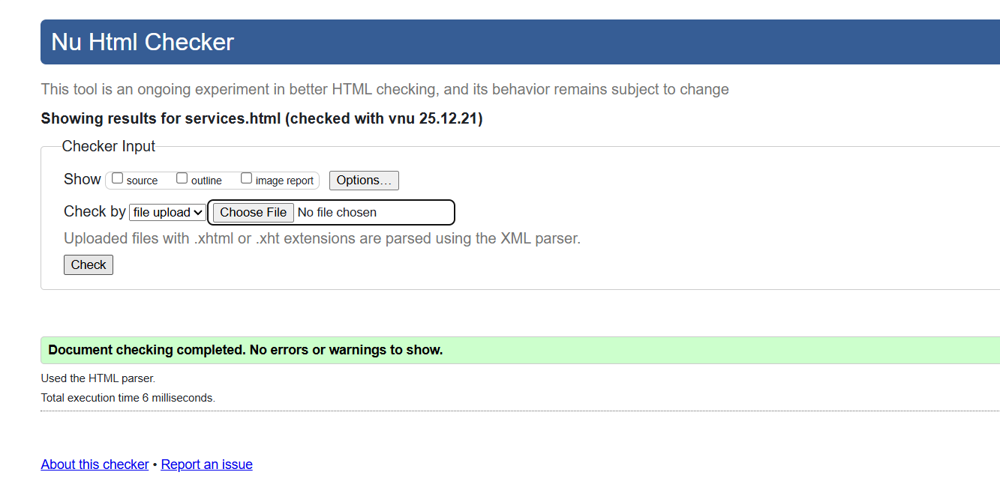 Nu Html Checker
This tool is an ongoing experiment in better HTML checking, and its behavior remains subject to change
Showing results for services.html (checked with vnu 25.12.21)
Checker Input
Show source outline image report Options...
Check by file upload Choose File No file chosen
Uploaded files with .xhtml or .xht extensions are parsed using the XML parser.
Check
Document checking completed. No errors or warnings to show.
Used the HTML parser.
Total execution time 6 milliseconds.
About this checker • Report an issue